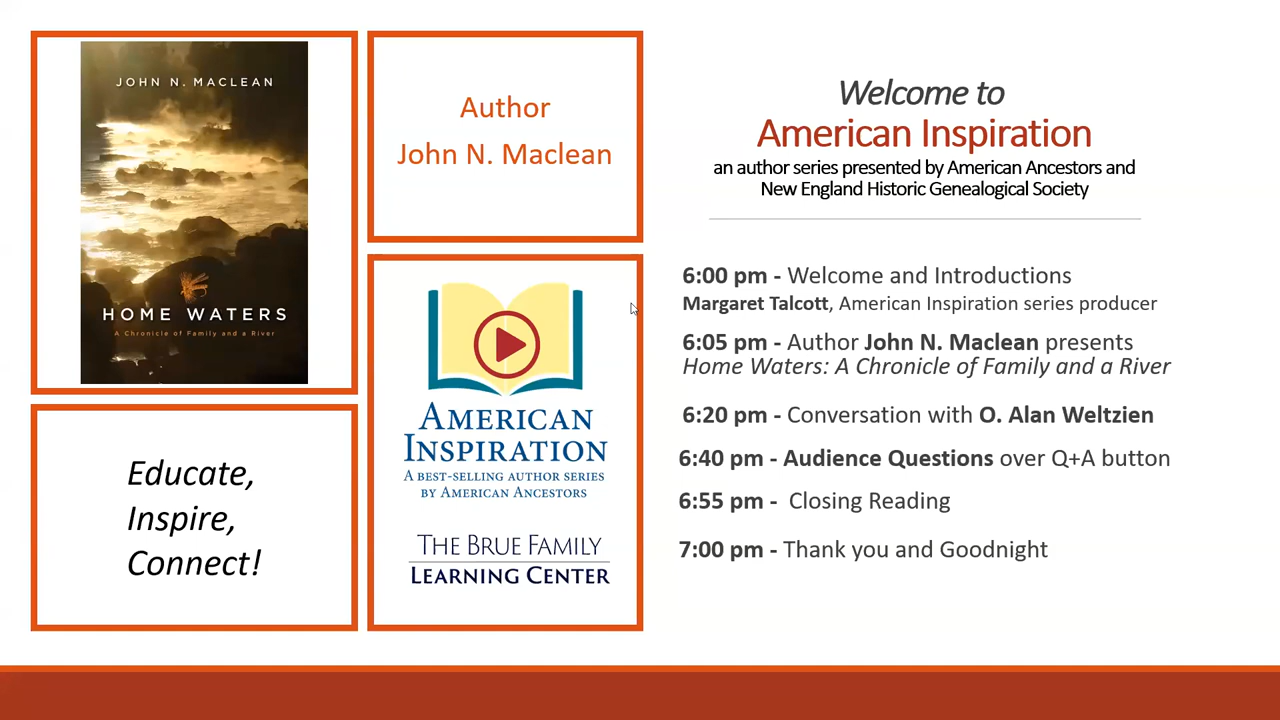 JOHN N. MACLEAN
HOME WATERS
A Chronicle of Family and a River
Author
John N. Maclean
Educate,
Inspire,
Connect!
AMERICAN
INSPIRATION
A BEST-SELLING AUTHOR SERIES
BY AMERICAN ANCESTORS
THE BRUE FAMILY
LEARNING CENTER
Welcome to
American Inspiration
an author series presented by American Ancestors and
New England Historic Genealogical Society
6:00 pm - Welcome and Introductions
Margaret Talcott, American Inspiration series producer
6:05 pm - Author John N. Maclean presents
Home Waters: A Chronicle of Family and a River
6:20 pm - Conversation with O. Alan Weltzien
6:40 pm - Audience Questions over Q+A button
6:55 pm - Closing Reading
7:00 pm - Thank you and Goodnight